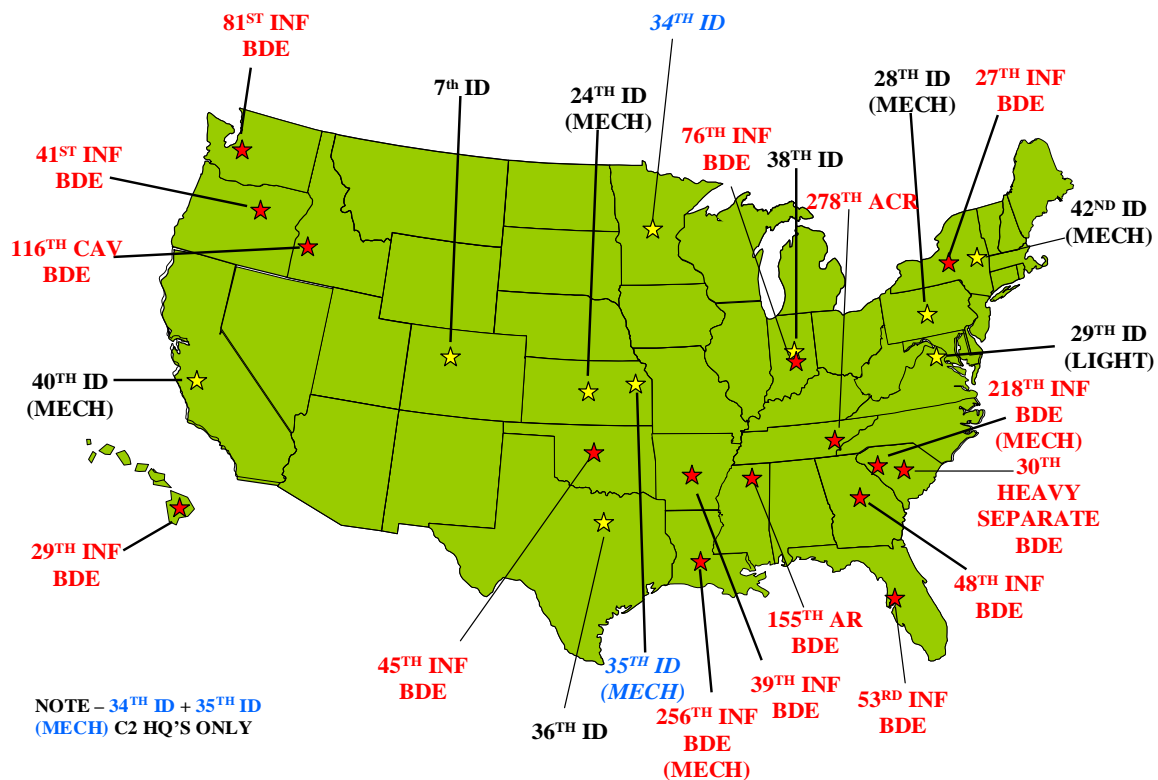 81ST INF
BDE
34TH ID
7th ID
24TH ID
(MECH)
28TH ID
(MECH)
27TH INF
BDE
76TH INF
BDE
38TH ID
41ST INF
BDE
278TH ACR
42ND ID
(MECH)
116TH CAV
BDE
29TH ID
(LIGHT)
40TH ID
(MECH)
218TH INF
BDE
(MECH)
30TH
HEAVY
SEPARATE
BDE
29TH INF
BDE
48TH INF
BDE
155TH AR
BDE
45TH INF
BDE
35TH ID
(MECH)
39TH INF
BDE
53RD INF
BDE
256TH INF
BDE
(MECH)
36TH ID
NOTE – 34TH ID + 35TH ID
(MECH) C2 HQ'S ONLY